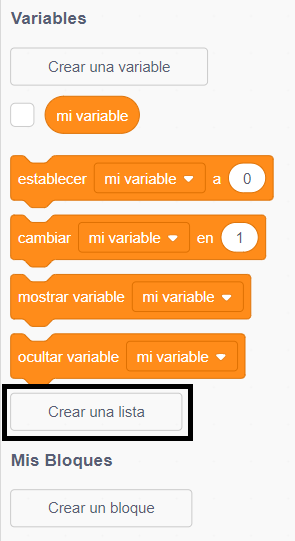 Variables
Crear una variable
mi variable
establecer mi variable a 0
cambiar mi variable en 1
mostrar variable mi variable
ocultar variable mi variable
Crear una lista
Mis Bloques
Crear un bloque